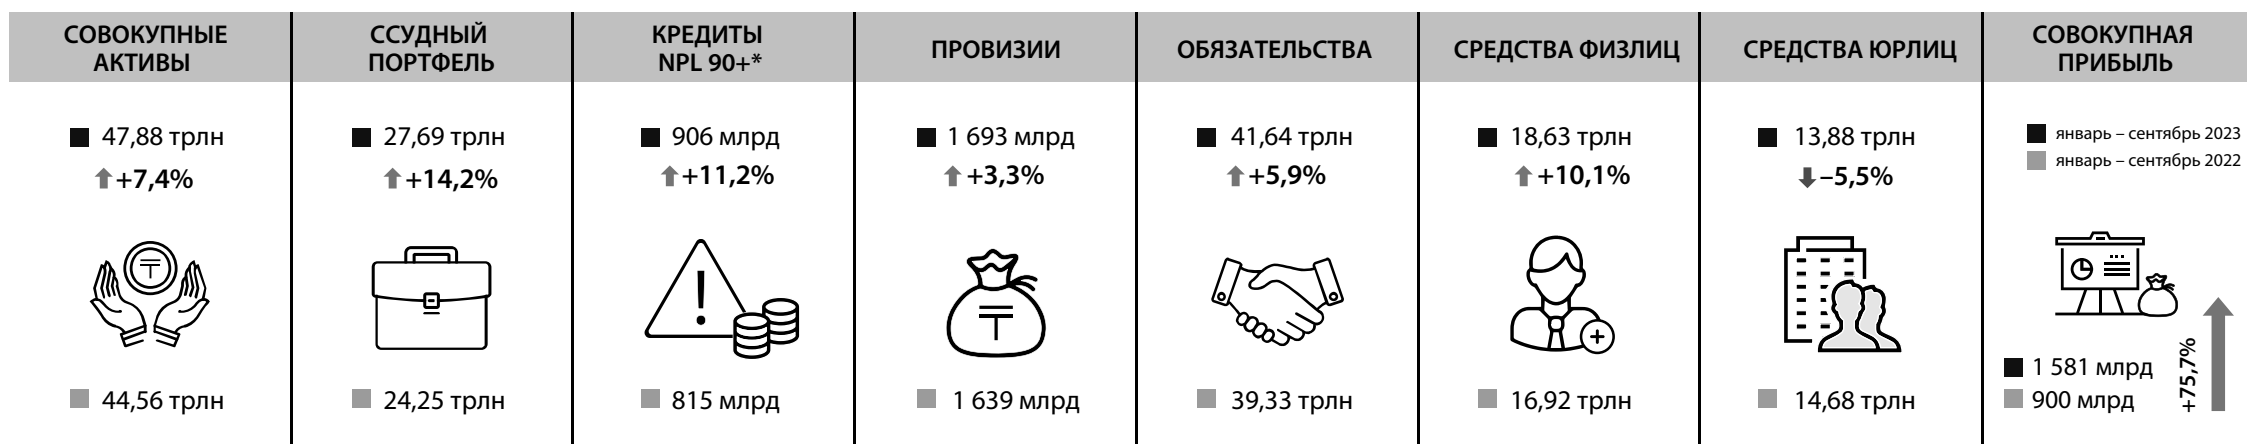 СОВОКУПНЫЕ
АКТИВЫ
47,88 трлн
+7,4%
44,56 трлн
ССУДНЫЙ
ПОРТФЕЛЬ
27,69 трлн
+14,2%
24,25 трлн
КРЕДИТЫ
NPL 90+*
906 млрд
+11,2%
!
815 млрд
ПРОВИЗИИ
1 693 млрд
+3,3%
1 639 млрд
ОБЯЗАТЕЛЬСТВА
41,64 трлн
+5,9%
39,33 трлн
СРЕДСТВА ФИЗЛИЦ
18,63 трлн
+10,1%
16,92 трлн
СРЕДСТВА ЮРЛИЦ
13,88 трлн
–5,5%
14,68 трлн
СОВОКУПНАЯ
ПРИБЫЛЬ
январь – сентябрь 2023
январь – сентябрь 2022
1 581 млрд
900 млрд
+75,7%